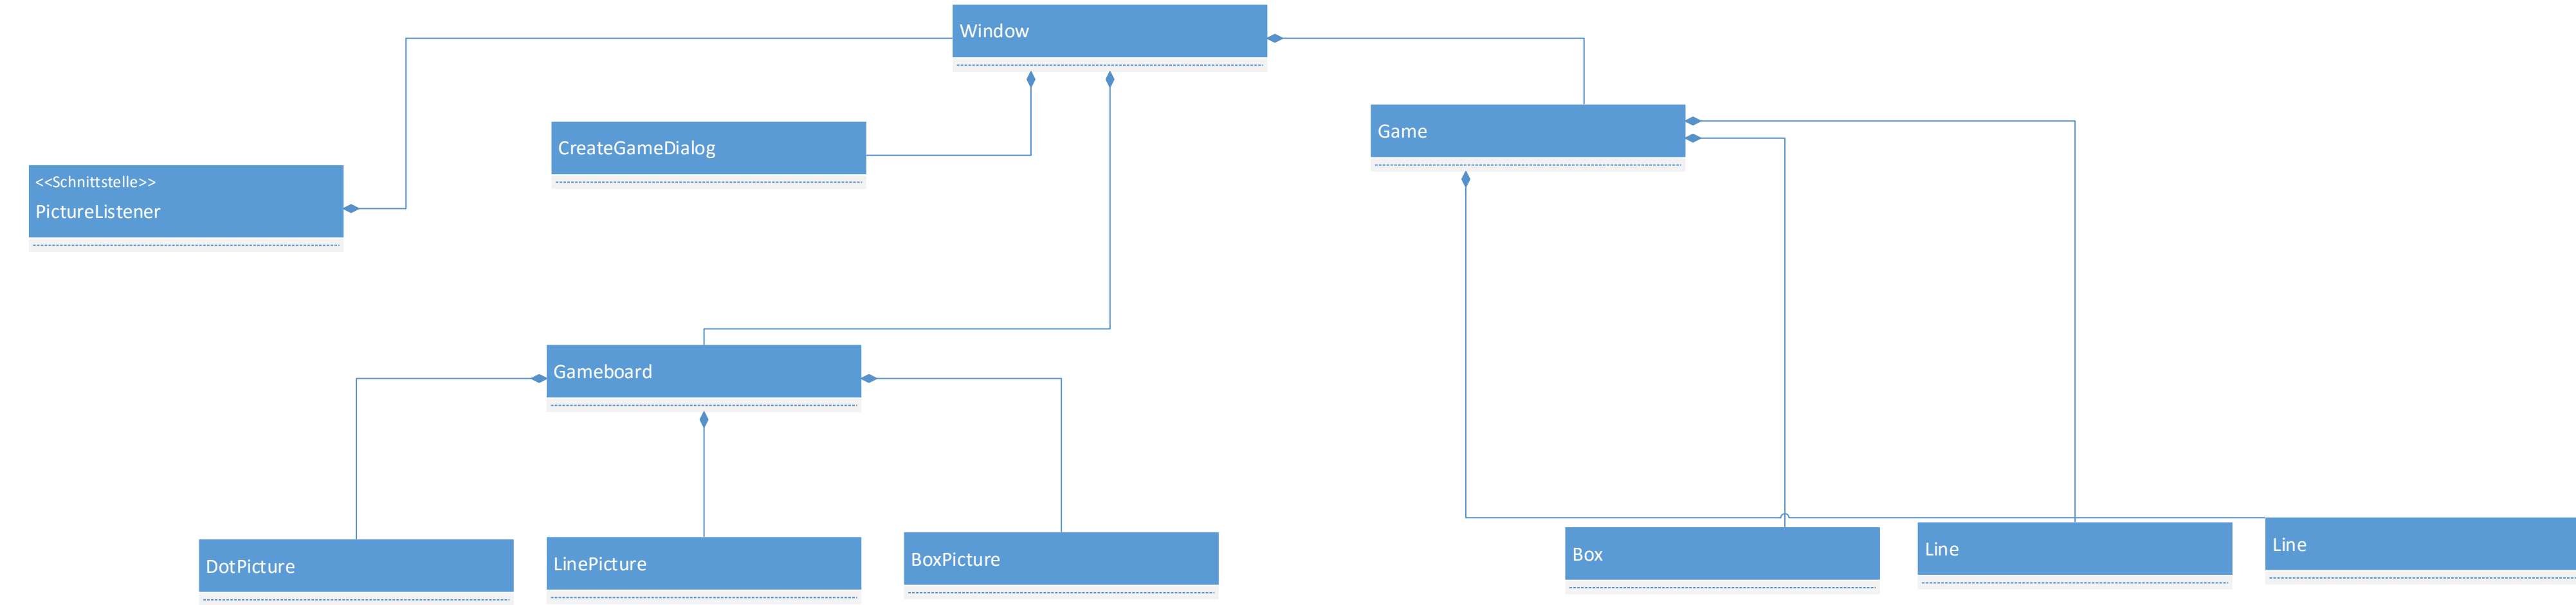 Window
Game
CreateGameDialog
<<Schnittstelle>>
PictureListener
Gameboard
DotPicture
LinePicture
BoxPicture
Box
Line
Line